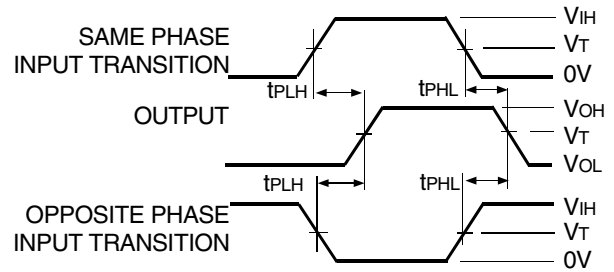 SAME PHASE
INPUT TRANSITION
VIH
VT
0V
tPLH
tPHL
OUTPUT
VOH
VT
VOL
tPLH
tPHL
OPPOSITE PHASE
INPUT TRANSITION
VIH
VT
0V